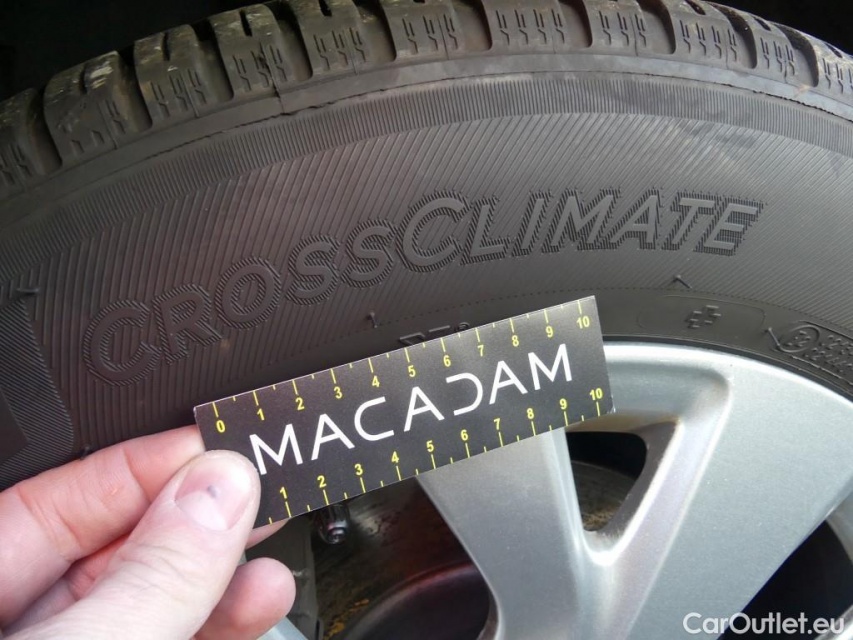 CROSSCLIMATE
0 1 2 3 4 5 6 7 8 9 10
MACADAM
1 2 3 4 5 6 7 8 9 10
CarOutlet.eu